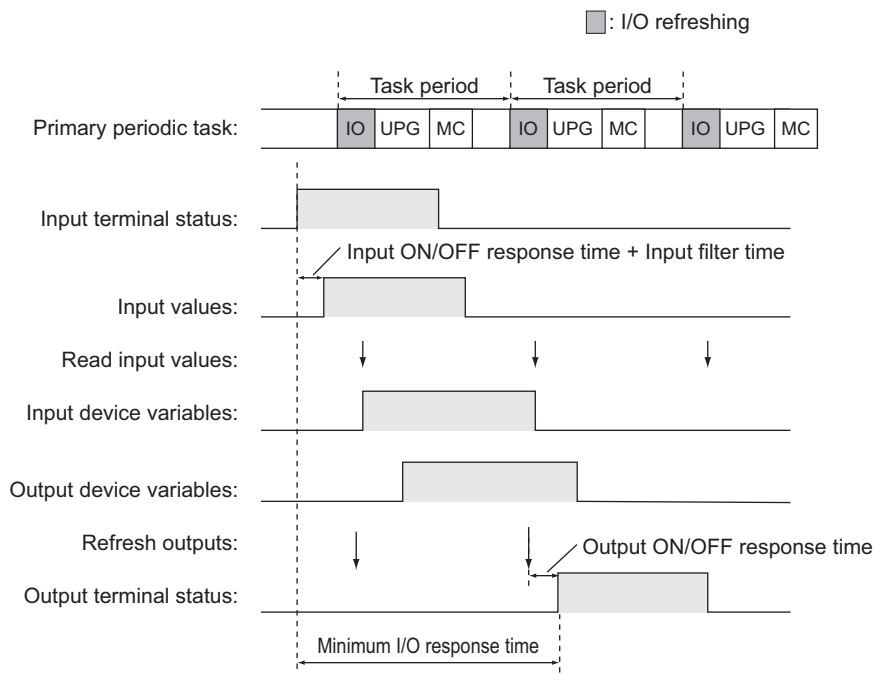 : I/O refreshing
Task period
Task period
Primary periodic task:
IO UPG MC IO UPG MC IO UPG MC
Input terminal status:
Input ON/OFF response time + Input filter time
Input values:
Read input values:
Input device variables:
Output device variables:
Refresh outputs:
Output ON/OFF response time
Output terminal status:
Minimum I/O response time